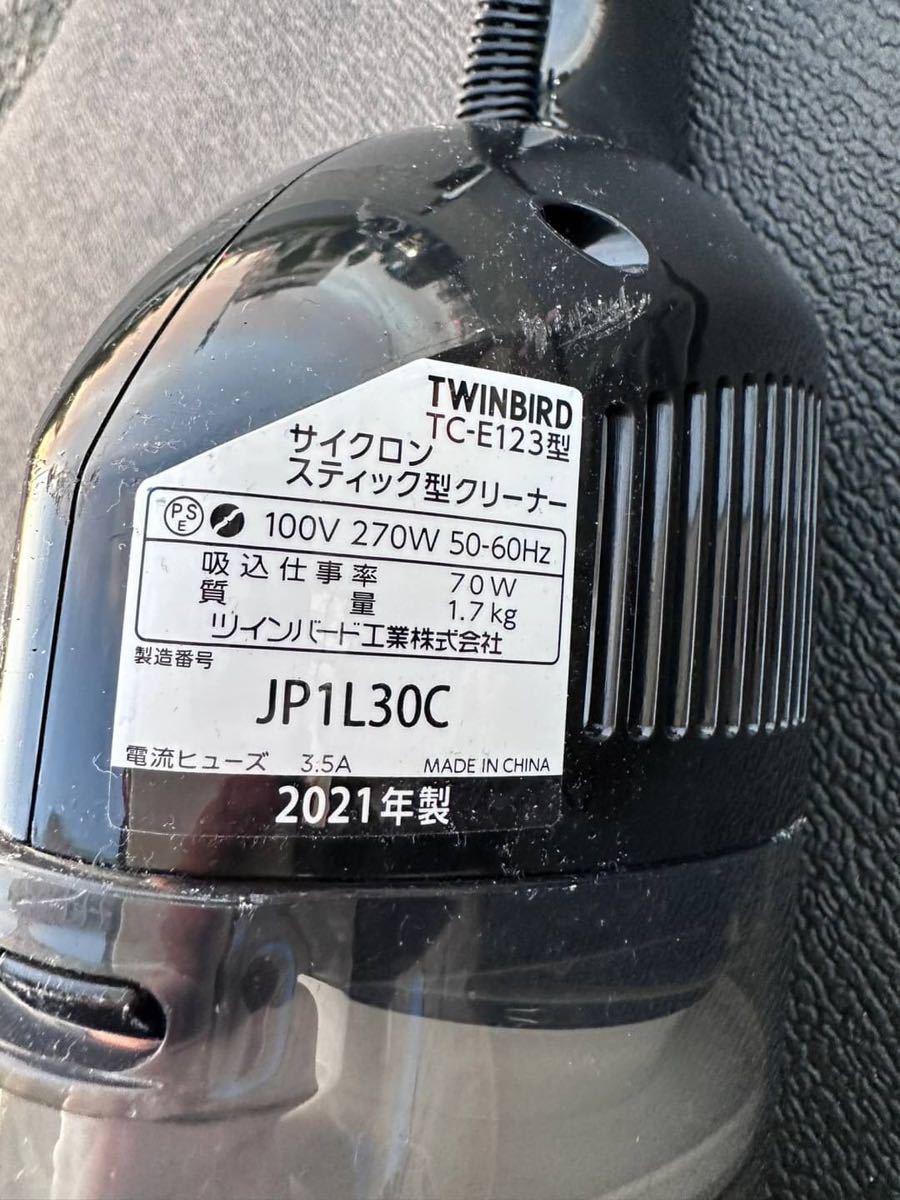 TWINBIRD
TC-E123型
サイクロン
スティック型クリーナー
PSE 100V 270W 50-60Hz
吸込仕事率 70W
質量 1.7kg
ツインバード工業株式会社
製造番号
JP1L30C
電流ヒューズ 3.5A MADE IN CHINA
2021年製